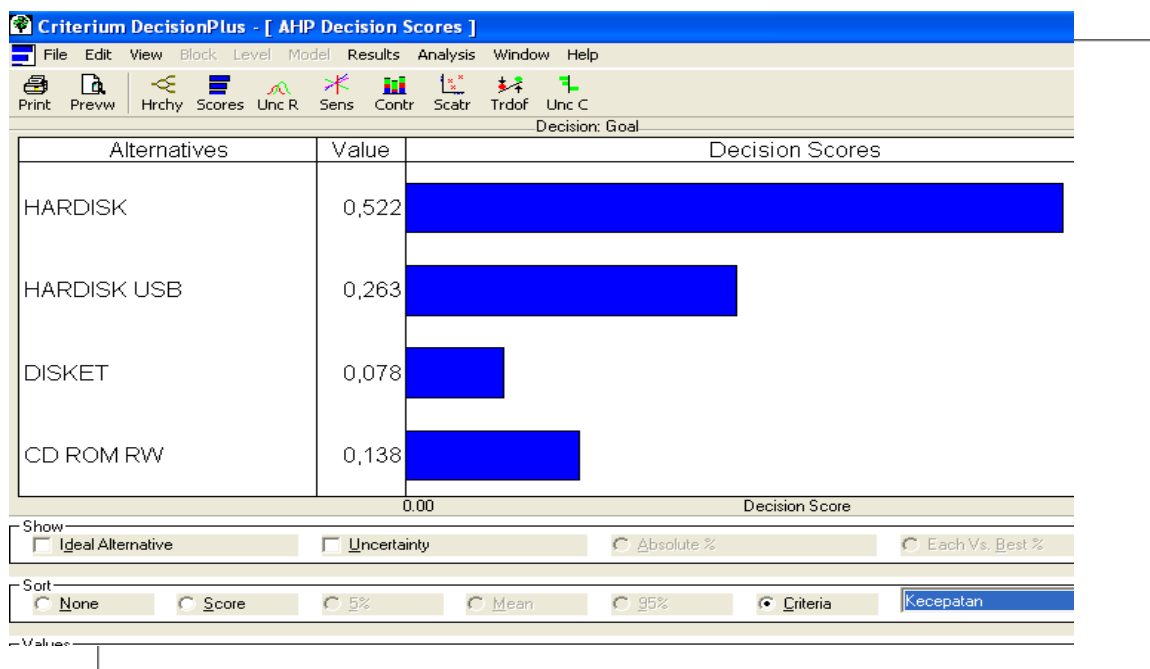 Criterium DecisionPlus - [ AHP Decision Scores ]
File Edit View Block Level Model Results Analysis Window Help
Print Prevw Hrchy Scores Unc R Sens Contr Scatr Trdof Unc C
Decision: Goal
Alternatives Value Decision Scores
HARDISK 0,522
HARDISK USB 0,263
DISKET 0,078
CD ROM RW 0,138
0.00 Decision Score
Show
Ideal Alternative Uncertainty Absolute % Each Vs. Best %
Sort
None Score 5% Mean 95% Criteria Kecepatan
Values